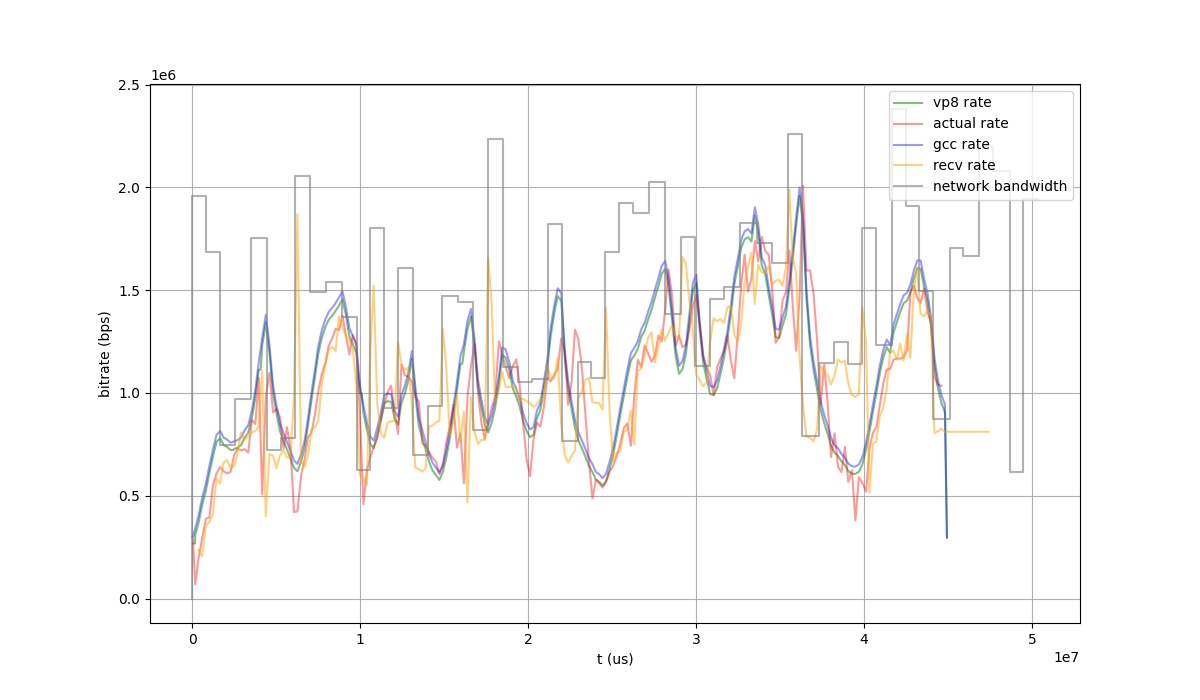 1e6
2.5
2.0
1.5
1.0
0.5
0.0
bitrate (bps)
vp8 rate
actual rate
gcc rate
recv rate
network bandwidth
0
1
2
3
4
5
t (us)
1e7